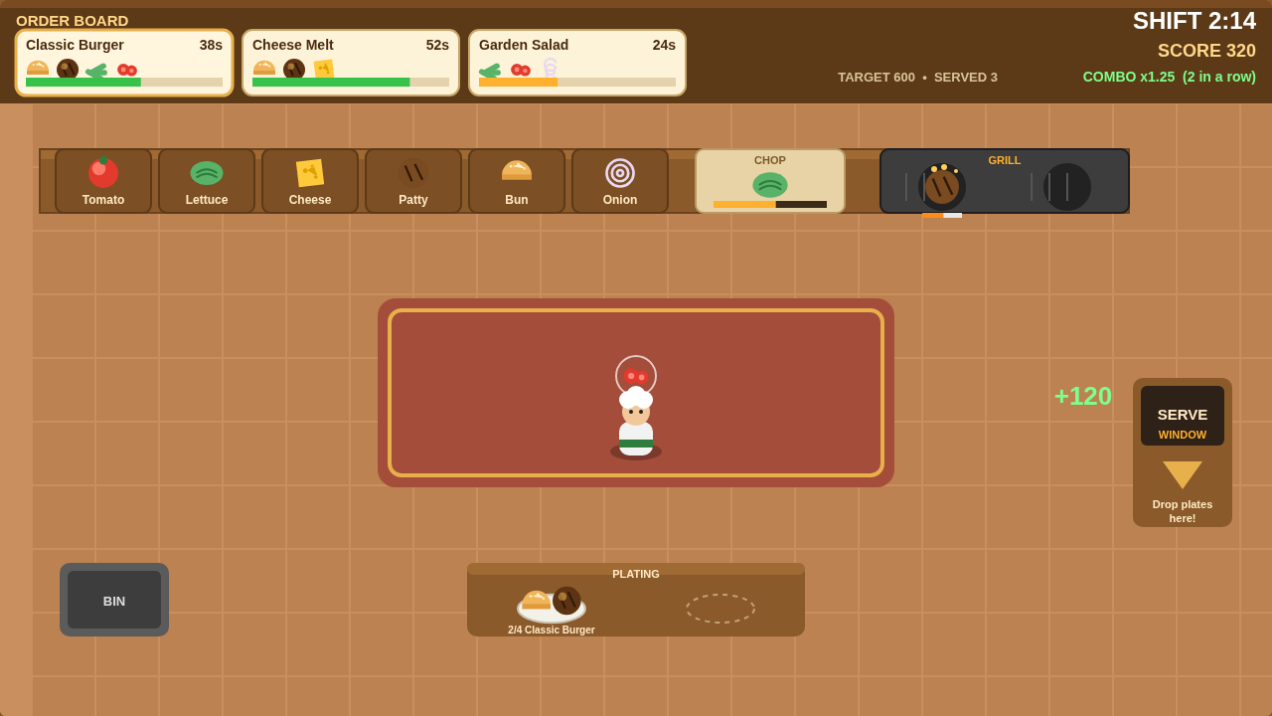 ORDER BOARD
Classic Burger 38s
Cheese Melt 52s
Garden Salad 24s
SHIFT 2:14
SCORE 320
TARGET 600 • SERVED 3
COMBO x1.25 (2 in a row)
Tomato
Lettuce
Cheese
Patty
Bun
Onion
CHOP
GRILL
+120
SERVE
WINDOW
Drop plates
here!
BIN
PLATING
2/4 Classic Burger